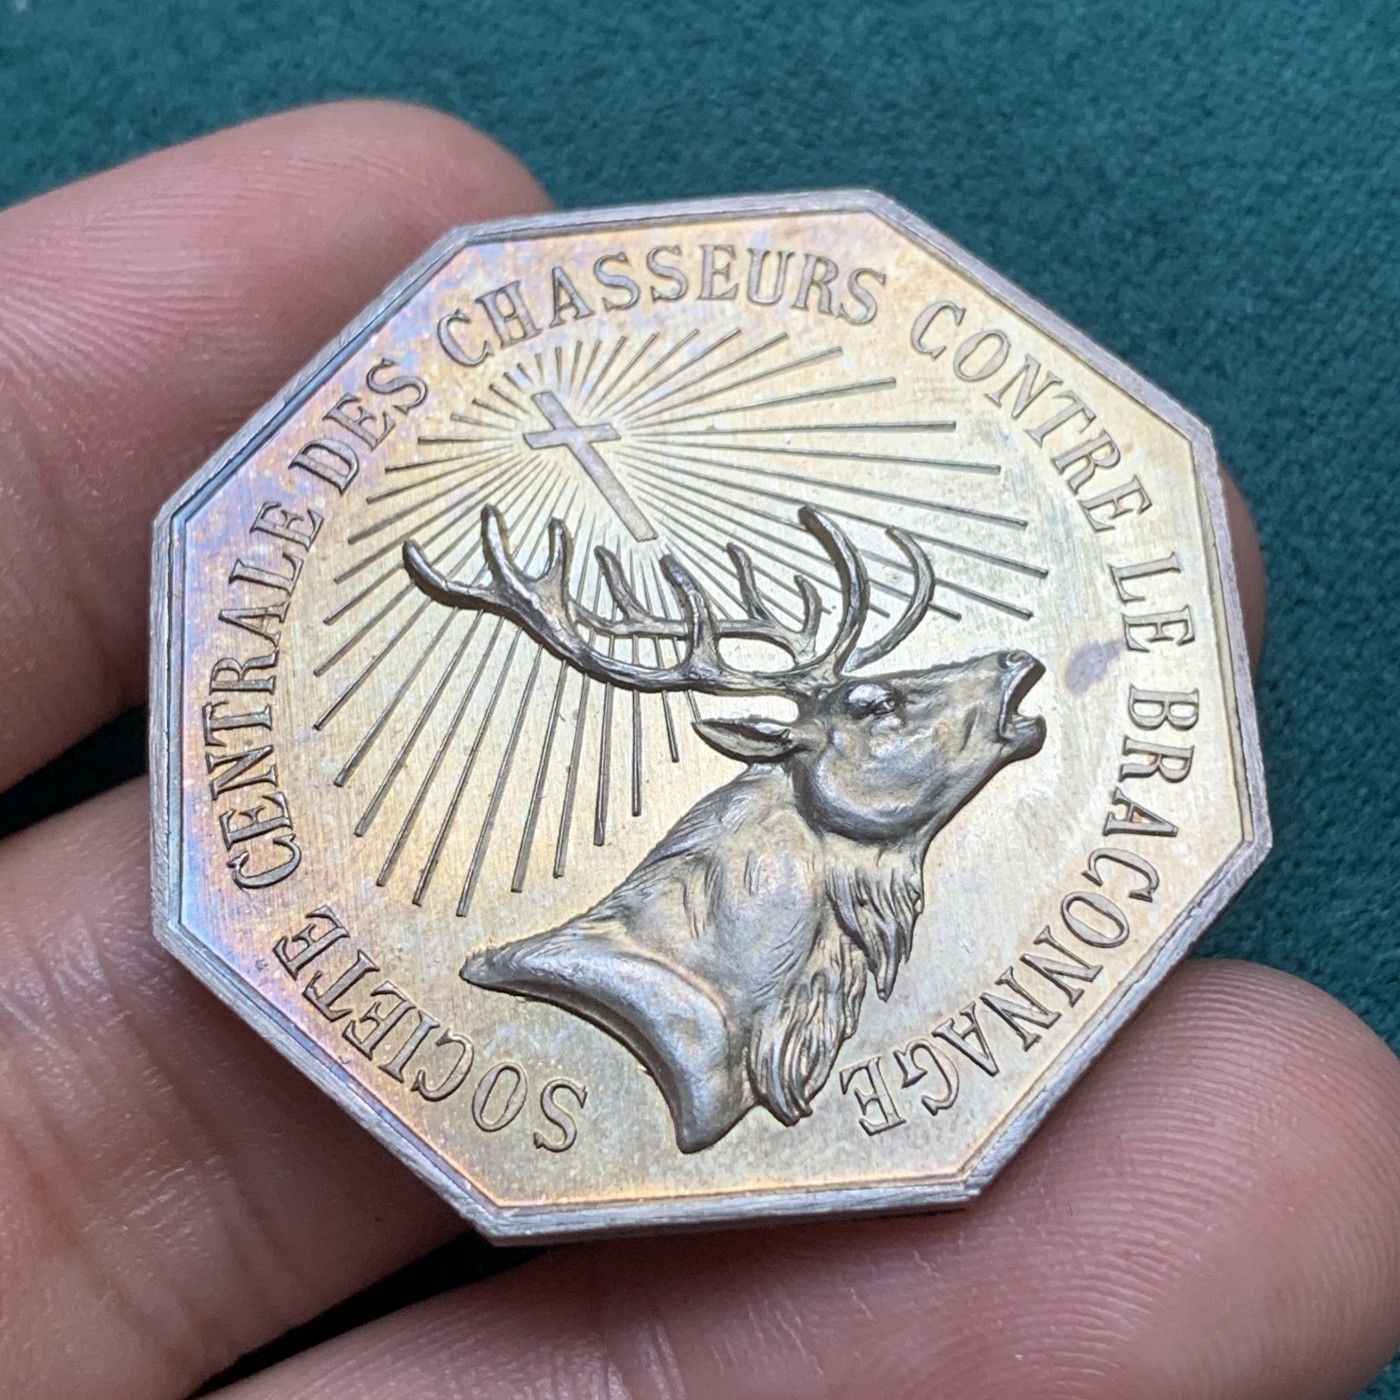 SOCIETE CENTRALE DES CHASSEURS CONTRE LE BRACONNAGE